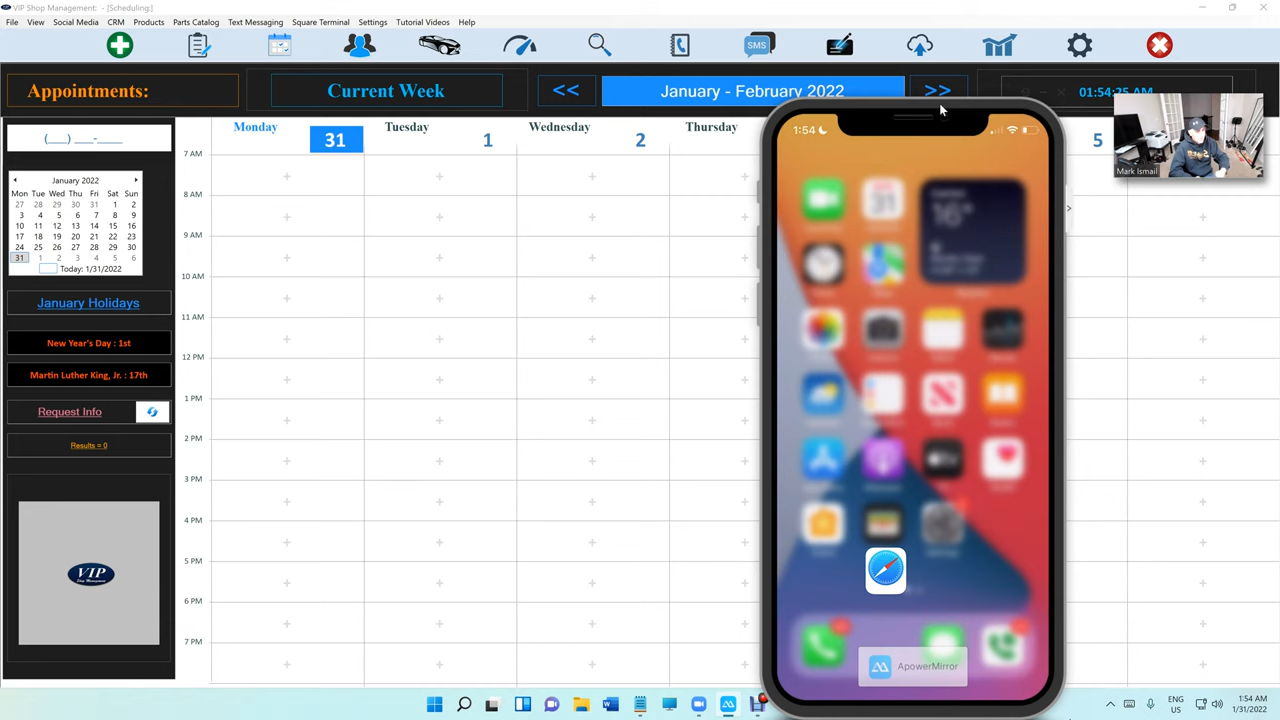 VIP Shop Management: - [Scheduling:]
File View Social Media CRM Products Parts Catalog Text Messaging Square Terminal Settings Tutorial Videos Help
SMS
Appointments:
Current Week
<<
January - February 2022
>>
01:54:25 AM
(___) ___-____
Monday 31 Tuesday 1 Wednesday 2 Thursday 5
January 2022
Mon Tue Wed Thu Fri Sat Sun
27 28 29 30 31 1 2
3 4 5 6 7 8 9
10 11 12 13 14 15 16
17 18 19 20 21 22 23
24 25 26 27 28 29 30
31 1 2 3 4 5 6
Today: 1/31/2022
January Holidays
New Year's Day : 1st
Martin Luther King, Jr. : 17th
Request Info
Results = 0
VIP
Shop Management
7 AM
8 AM
9 AM
10 AM
11 AM
12 PM
1 PM
2 PM
3 PM
4 PM
5 PM
6 PM
7 PM
1:54
31
16°
ApowerMirror
Mark Ismail
ENG
US
1:54 AM
1/31/2022